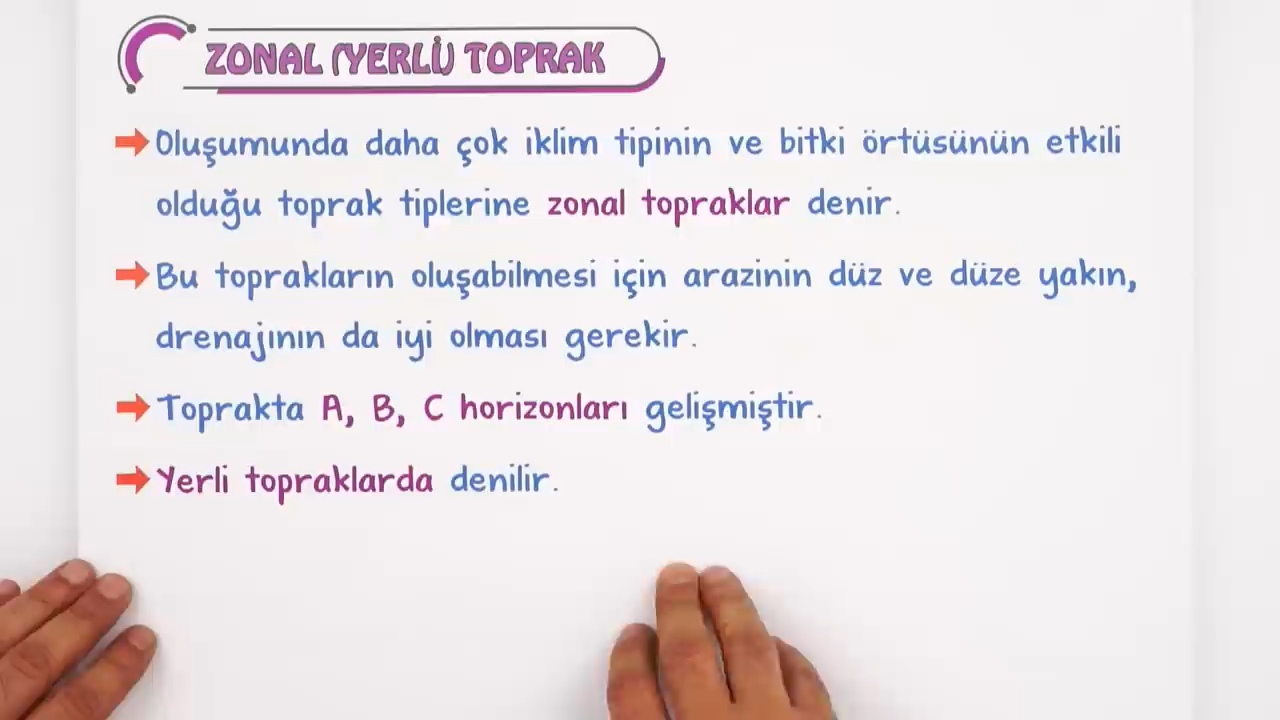 ZONAL (YERLİ) TOPRAK
Oluşumunda daha çok iklim tipinin ve bitki örtüsünün etkili
olduğu toprak tiplerine zonal topraklar denir.
Bu toprakların oluşabilmesi için arazinin düz ve düze yakın,
drenajının da iyi olması gerekir.
Toprakta A, B, C horizonları gelişmiştir.
Yerli topraklarda denilir.